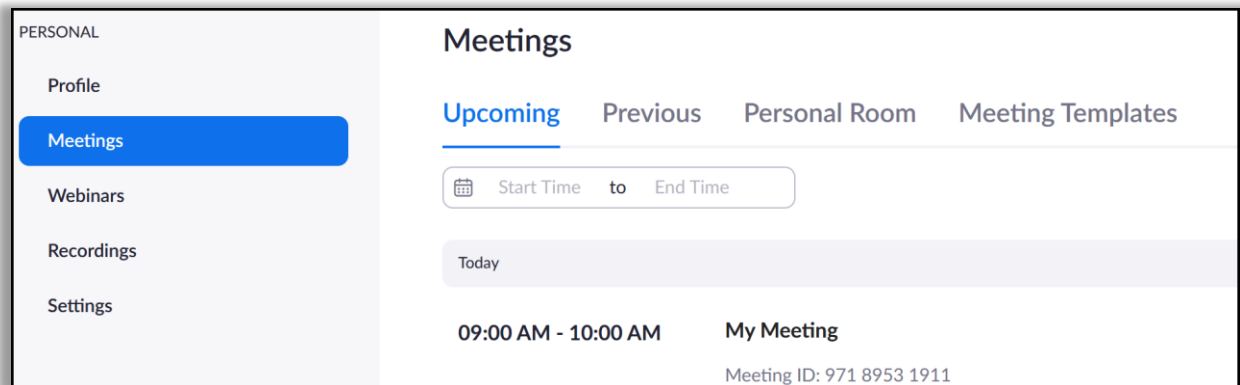 PERSONAL
Profile
Meetings
Webinars
Recordings
Settings
Meetings
Upcoming Previous Personal Room Meeting Templates
Start Time to End Time
Today
09:00 AM - 10:00 AM My Meeting
Meeting ID: 971 8953 1911